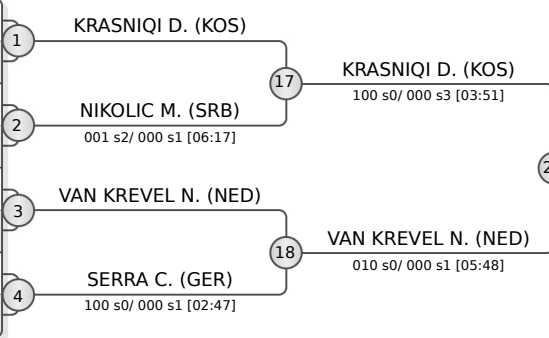 KRASNIQI D. (KOS)
1
17
KRASNIQI D. (KOS)
100 s0/ 000 s3 [03:51]
NIKOLIC M. (SRB)
2
001 s2/ 000 s1 [06:17]
VAN KREVEL N. (NED)
3
18
VAN KREVEL N. (NED)
010 s0/ 000 s1 [05:48]
SERRA C. (GER)
4
100 s0/ 000 s1 [02:47]